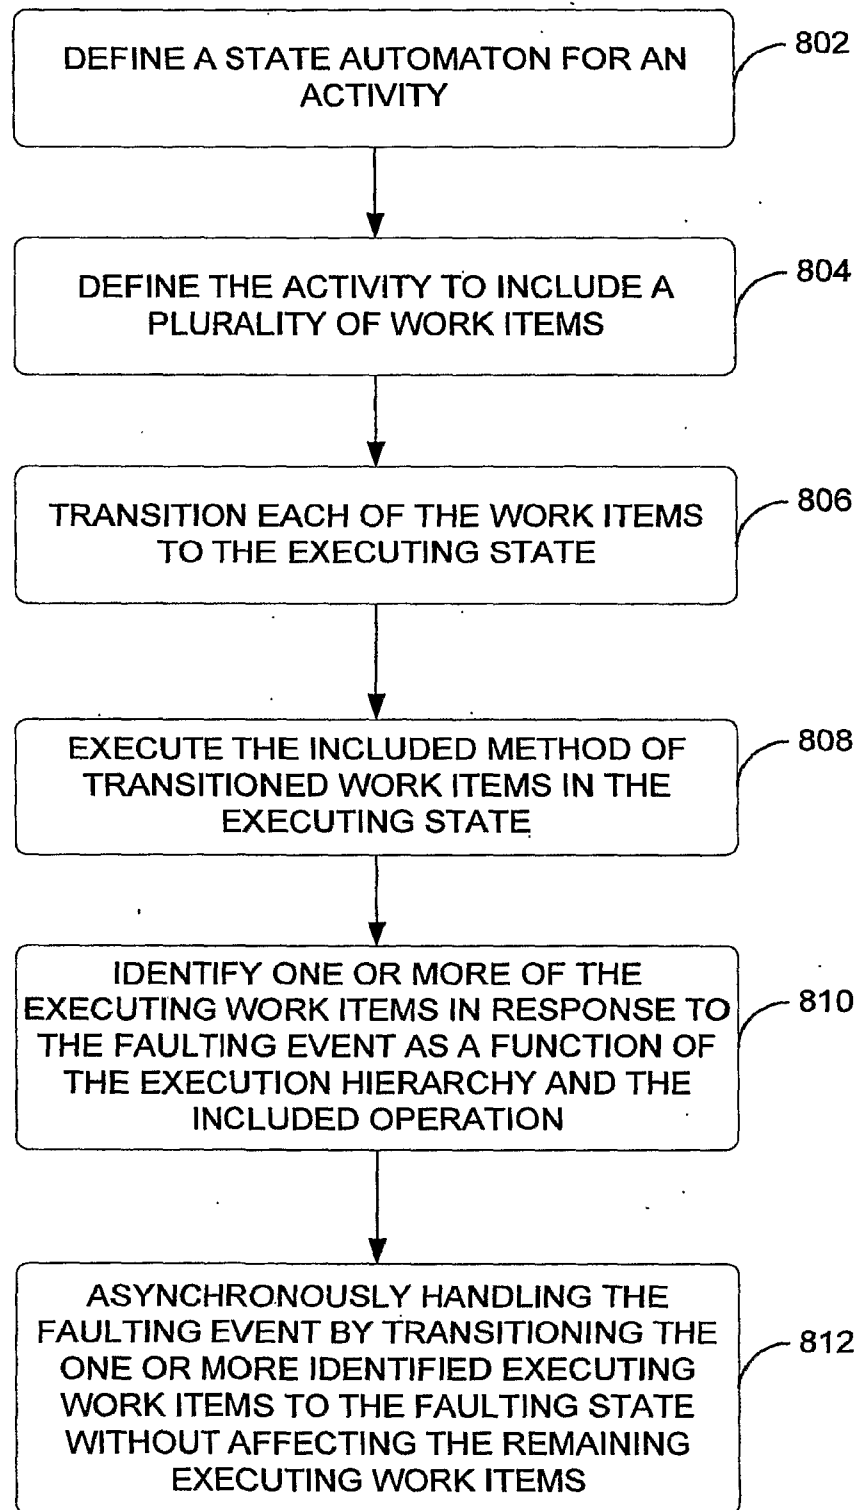 DEFINE A STATE AUTOMATON FOR AN
ACTIVITY
802
DEFINE THE ACTIVITY TO INCLUDE A
PLURALITY OF WORK ITEMS
804
TRANSITION EACH OF THE WORK ITEMS
TO THE EXECUTING STATE
806
EXECUTE THE INCLUDED METHOD OF
TRANSITIONED WORK ITEMS IN THE
EXECUTING STATE
808
IDENTIFY ONE OR MORE OF THE
EXECUTING WORK ITEMS IN RESPONSE TO
THE FAULTING EVENT AS A FUNCTION OF
THE EXECUTION HIERARCHY AND THE
INCLUDED OPERATION
810
ASYNCHRONOUSLY HANDLING THE
FAULTING EVENT BY TRANSITIONING THE
ONE OR MORE IDENTIFIED EXECUTING
WORK ITEMS TO THE FAULTING STATE
WITHOUT AFFECTING THE REMAINING
EXECUTING WORK ITEMS
812